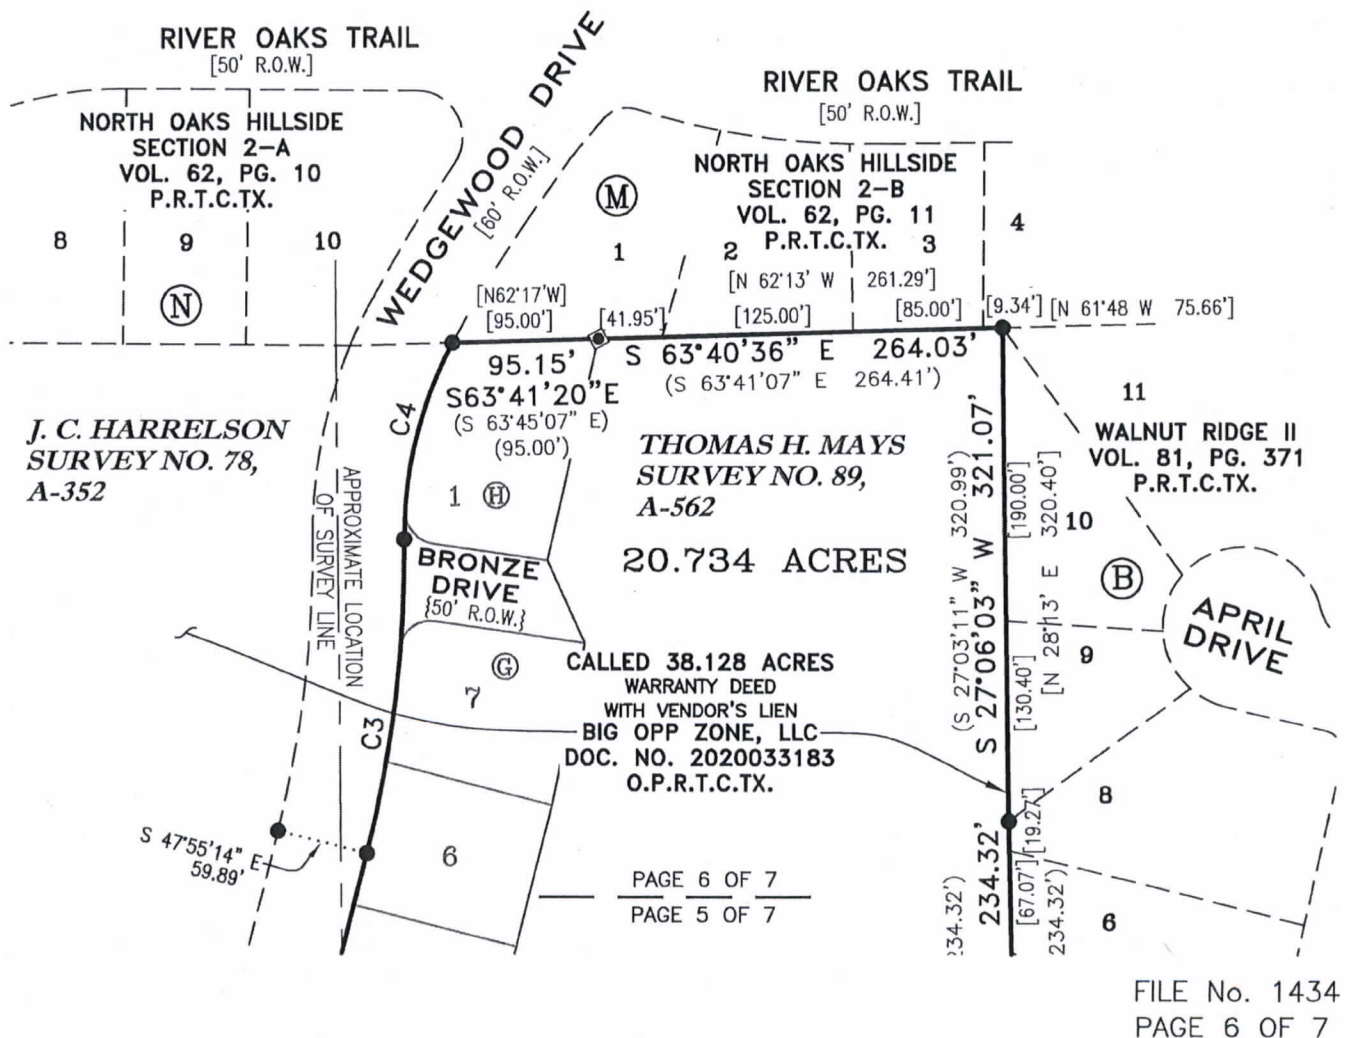 RIVER OAKS TRAIL
[50' R.O.W.]
WEDGEWOOD DRIVE
[60' R.O.W.]
RIVER OAKS TRAIL
[50' R.O.W.]
NORTH OAKS HILLSIDE
SECTION 2-A
VOL. 62, PG. 10
P.R.T.C.TX.
8
9
10
N
NORTH OAKS HILLSIDE
SECTION 2-B
VOL. 62, PG. 11
P.R.T.C.TX.
M
1
2
3
4
[N 62°13' W 261.29']
[N62°17'W]
[95.00']
[41.95']
[125.00']
[85.00']
[9.34']
[N 61°48 W 75.66']
95.15'
S63°41'20"E
(S 63°45'07" E)
(95.00')
S 63°40'36" E 264.03'
(S 63°41'07" E 264.41')
J. C. HARRELSON
SURVEY NO. 78,
A-352
C4
THOMAS H. MAYS
SURVEY NO. 89,
A-562
20.734 ACRES
11
WALNUT RIDGE II
VOL. 81, PG. 371
P.R.T.C.TX.
(S 27°03'11" W 320.99')
S 27°06'03" W 321.07'
[190.00']
[130.40']
[N 28°13' E 320.40']
10
B
9
APRIL
DRIVE
APPROXIMATE LOCATION
OF SURVEY LINE
1
H
BRONZE
DRIVE
{50' R.O.W.}
G
7
C3
CALLED 38.128 ACRES
WARRANTY DEED
WITH VENDOR'S LIEN
BIG OPP ZONE, LLC
DOC. NO. 2020033183
O.P.R.T.C.TX.
8
S 47°55'14" E
59.89'
6
PAGE 6 OF 7
PAGE 5 OF 7
234.32')
234.32'
[67.07']
[19.27']
234.32')
6
FILE No. 1434
PAGE 6 OF 7